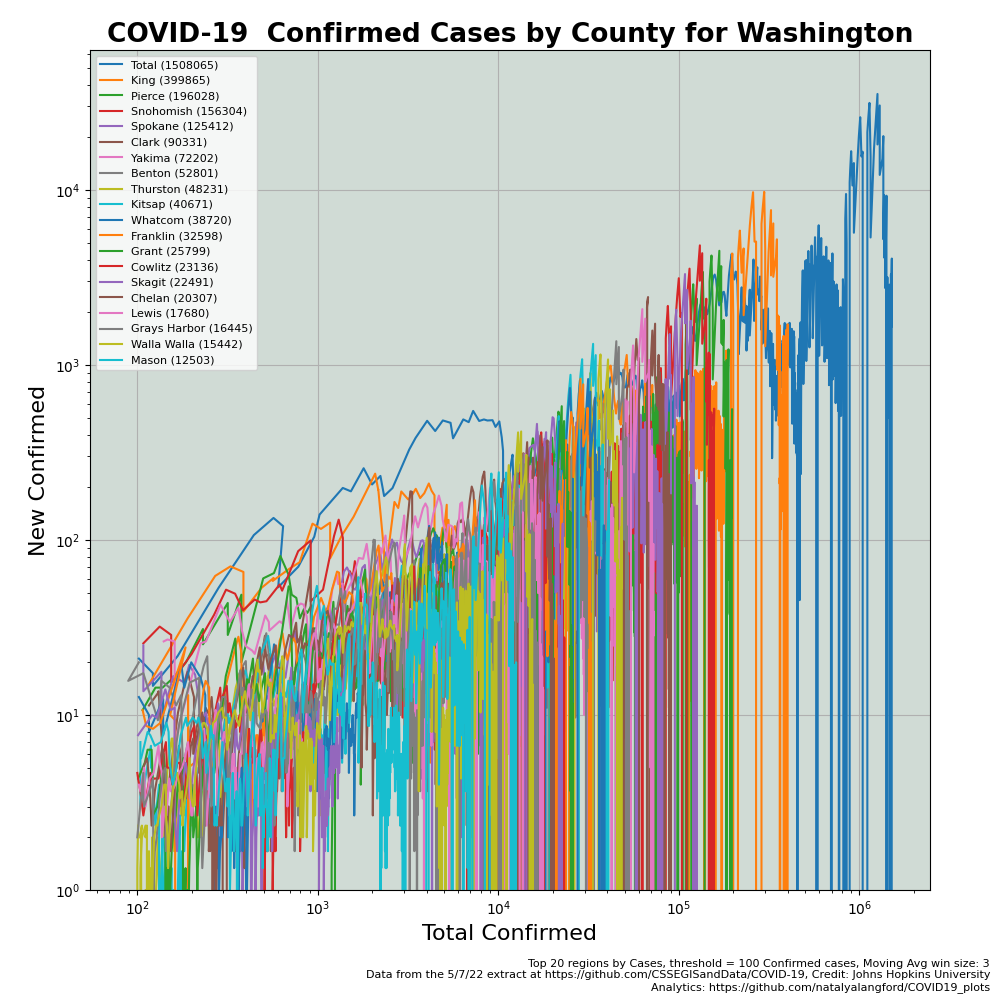 COVID-19  Confirmed Cases by County for Washington
Total (1508065)
King (399865)
Pierce (196028)
Snohomish (156304)
Spokane (125412)
Clark (90331)
Yakima (72202)
Benton (52801)
Thurston (48231)
Kitsap (40671)
Whatcom (38720)
Franklin (32598)
Grant (25799)
Cowlitz (23136)
Skagit (22491)
Chelan (20307)
Lewis (17680)
Grays Harbor (16445)
Walla Walla (15442)
Mason (12503)
New Confirmed
10⁴
10³
10²
10¹
10⁰
10² 10³ 10⁴ 10⁵ 10⁶
Total Confirmed
Top 20 regions by Cases, threshold = 100 Confirmed cases, Moving Avg win size: 3
Data from the 5/7/22 extract at https://github.com/CSSEGISandData/COVID-19, Credit: Johns Hopkins University
Analytics: https://github.com/natalyalangford/COVID19_plots